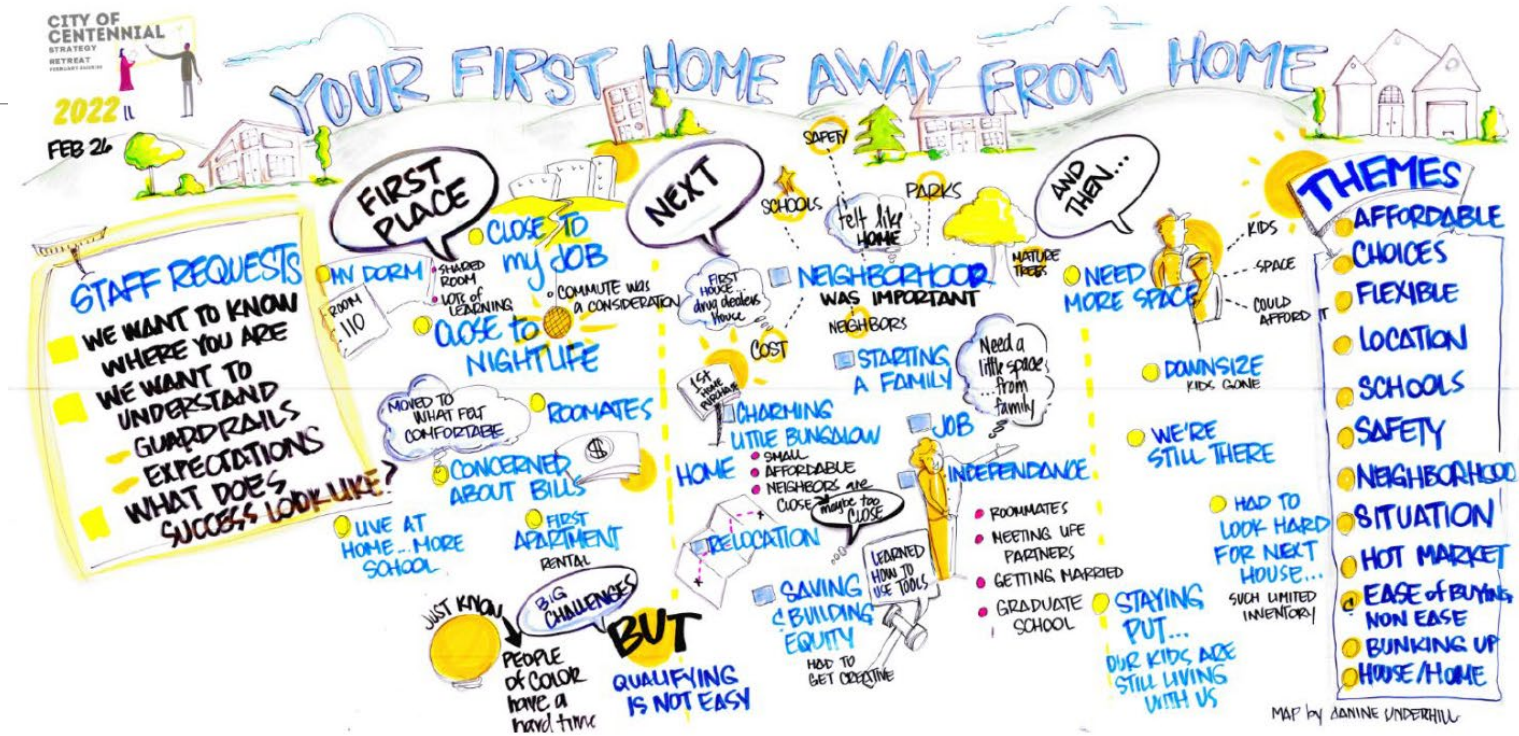 CITY OF
CENTENNIAL
STRATEGY
RETREAT
2022
FEB 26
YOUR FIRST HOME AWAY FROM HOME
STAFF REQUESTS
WE WANT TO KNOW
WHERE YOU ARE
WE WANT TO
UNDERSTAND
GUARDRAILS
EXPECTATIONS
WHAT DOES
SUCCESS LOOK LIKE?
FIRST
PLACE
MY DORM
SHARED
ROOM
LOTS OF
LEARNING
ROOM
110
CLOSE TO
MY JOB
COMMUTE WAS
A CONSIDERATION
CLOSE to
NIGHTLIFE
MOVED TO
WHAT FELT
COMFORTABE
ROOMATES
$
CONCERNED
ABOUT BILLS
LIVE AT
HOME...MORE
SCHOOL
FIRST
APARTMENT
RENTAL
JUST KNOW
BIG
CHALLENGES
PEOPLE
of COLOR
have a
hard time
BUT
QUALIFYING
IS NOT EASY
NEXT
SAFETY
SCHOOLS
felt like
HOME
PARKS
MATURE
TREES
FIRST
HOUSE
drug dealers
House
NEIGHBORHOOD
WAS IMPORTANT
NEIGHBORS
COST
STARTING
A FAMILY
Need a
little space
...from
family
1st
HOME
PURCHASE
CHARMING
LITTLE BUNGALOW
HOME
SMALL
AFFORDABLE
NEIGHBORS are
CLOSE
maybe too
CLOSE
JOB
INDEPENDANCE
ROOMMATES
MEETING LIFE
PARTNERS
GETTING MARRIED
GRADUATE
SCHOOL
RELOCATION
LEARNED
HOW TO
USE TOOLS
SAVING
& BUILDING
EQUITY
HAD TO
GET CREATIVE
AND
THEN...
NEED
MORE SPACE
KIDS
SPACE
COULD
AFFORD IT
DOWNSIZE
KIDS GONE
WE'RE
STILL THERE
HAD TO
LOOK HARD
FOR NEXT
HOUSE...
SUCH LIMITED
INVENTORY
STAYING
PUT...
OUR KIDS ARE
STILL LIVING
WITH US
THEMES
AFFORDABLE
CHOICES
FLEXIBLE
LOCATION
SCHOOLS
SAFETY
NEIGHBORHOOD
SITUATION
HOT MARKET
EASE of BUYING
& NON EASE
BUNKING UP
HOUSE/HOME
MAP by JANINE UNDERHILL